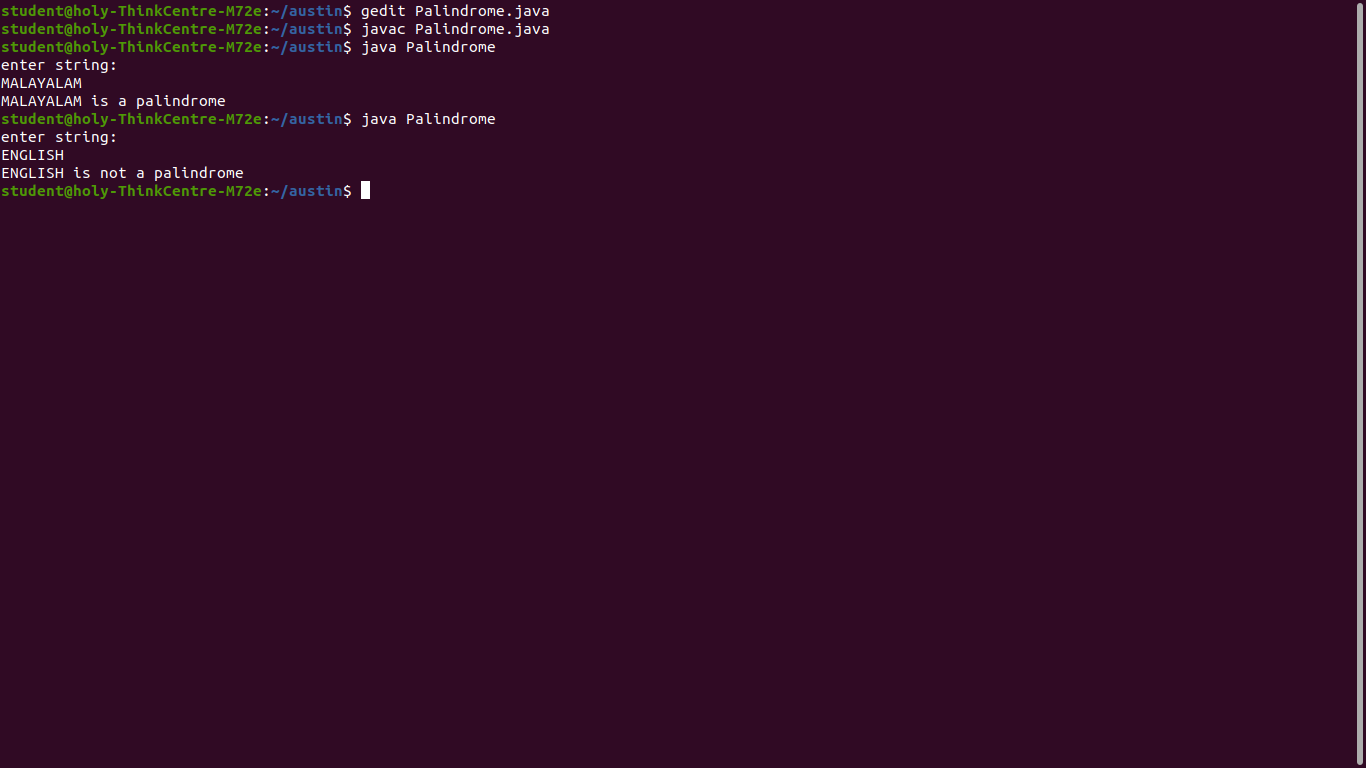 student@holy-ThinkCentre-M72e:~/austin$ gedit Palindrome.java
student@holy-ThinkCentre-M72e:~/austin$ javac Palindrome.java
student@holy-ThinkCentre-M72e:~/austin$ java Palindrome
enter string:
MALAYALAM
MALAYALAM is a palindrome
student@holy-ThinkCentre-M72e:~/austin$ java Palindrome
enter string:
ENGLISH
ENGLISH is not a palindrome
student@holy-ThinkCentre-M72e:~/austin$